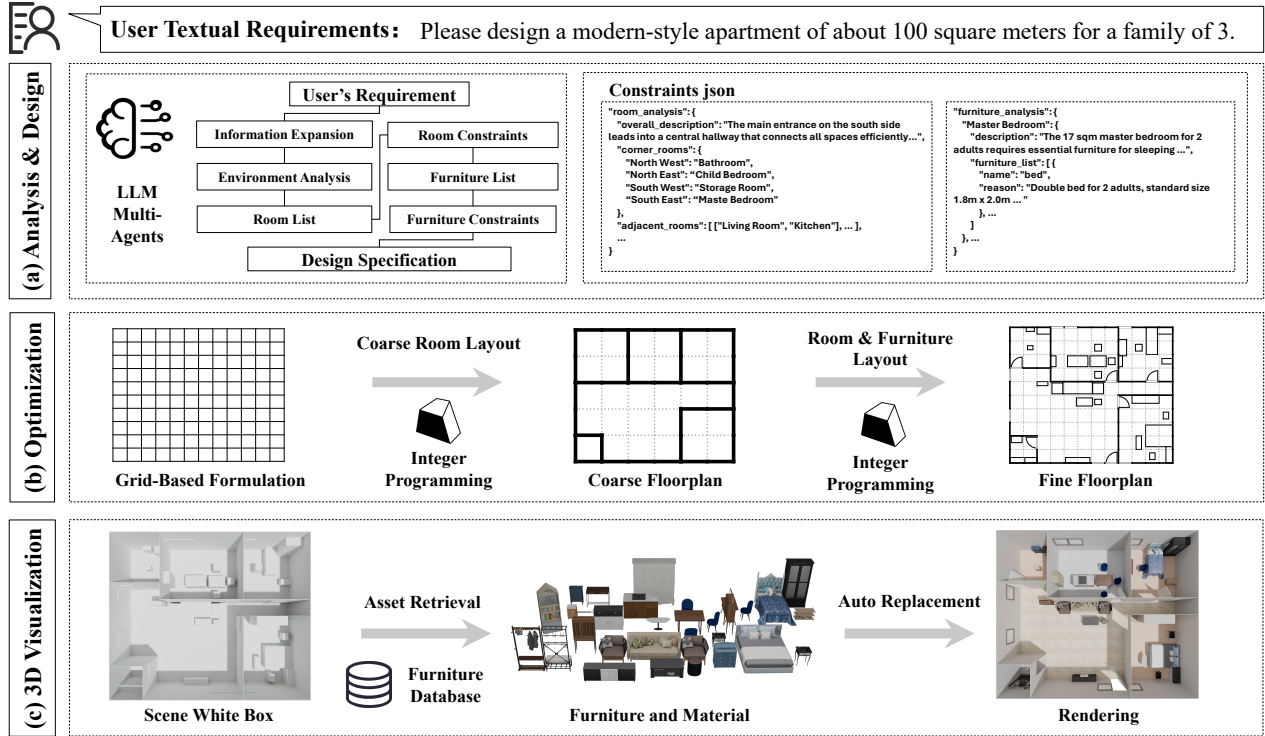 User Textual Requirements: Please design a modern-style apartment of about 100 square meters for a family of 3.
(a) Analysis & Design
LLM
Multi-
Agents
User's Requirement
Information Expansion
Environment Analysis
Room List
Room Constraints
Furniture List
Furniture Constraints
Design Specification
Constraints json
"room_analysis": {
"overall_description": "The main entrance on the south side
leads into a central hallway that connects all spaces efficiently...",
"corner_rooms": {
"North West": "Bathroom",
"North East": “Child Bedroom",
"South West": "Storage Room",
“South East": “Maste Bedroom"
},
"adjacent_rooms": [ ["Living Room", "Kitchen"], ... ],
...
}
"furniture_analysis": {
"Master Bedroom": {
"description": "The 17 sqm master bedroom for 2
adults requires essential furniture for sleeping ...",
"furniture_list": [ {
"name": "bed",
"reason": "Double bed for 2 adults, standard size
1.8m x 2.0m ... "
}, ...
]
}, ...
}
(b) Optimization
Grid-Based Formulation
Coarse Room Layout
Integer
Programming
Coarse Floorplan
Room & Furniture
Layout
Integer
Programming
Fine Floorplan
(c) 3D Visualization
Scene White Box
Asset Retrieval
Furniture
Database
Furniture and Material
Auto Replacement
Rendering